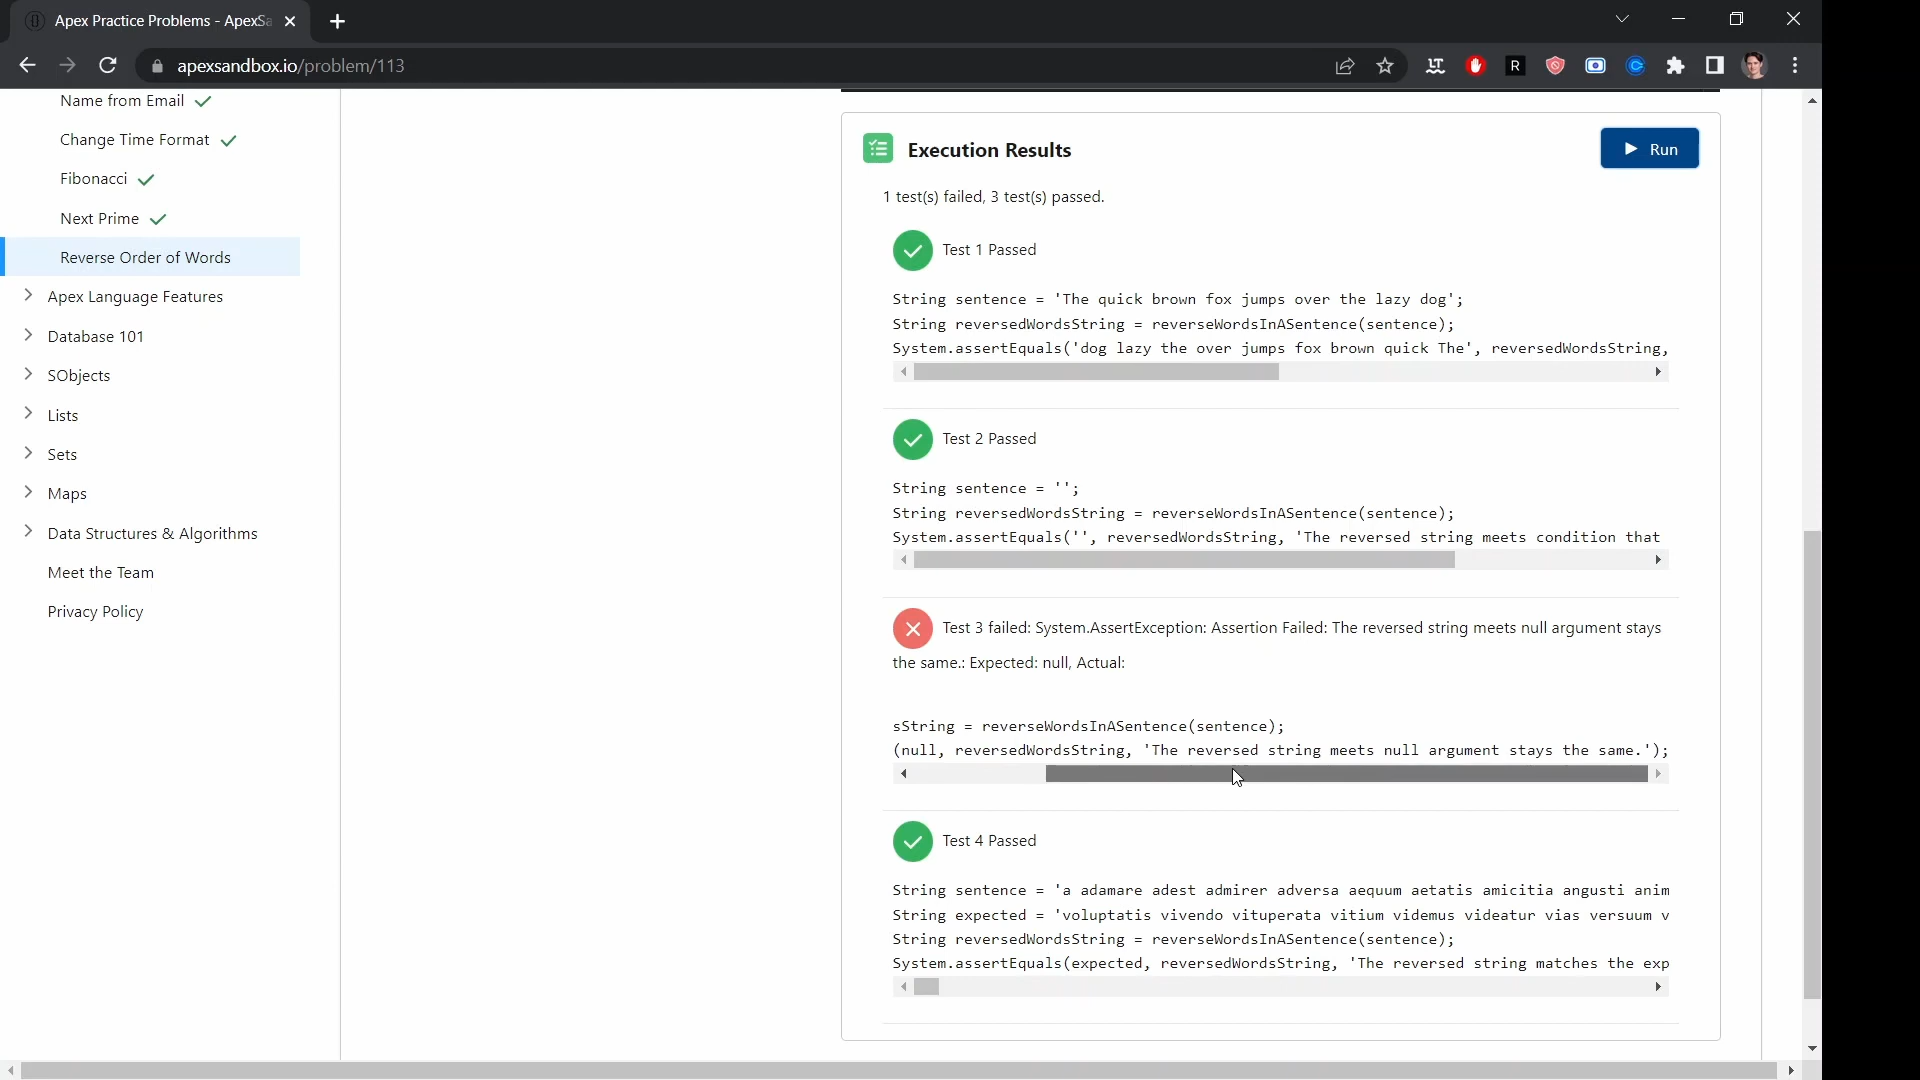 Apex Practice Problems - ApexSa
apexsandbox.io/problem/113
Name from Email
Change Time Format
Fibonacci
Next Prime
Reverse Order of Words
Apex Language Features
Database 101
SObjects
Lists
Sets
Maps
Data Structures & Algorithms
Meet the Team
Privacy Policy
Execution Results
Run
1 test(s) failed, 3 test(s) passed.
Test 1 Passed
String sentence = 'The quick brown fox jumps over the lazy dog';
String reversedWordsString = reverseWordsInASentence(sentence);
System.assertEquals('dog lazy the over jumps fox brown quick The', reversedWordsString,
Test 2 Passed
String sentence = '';
String reversedWordsString = reverseWordsInASentence(sentence);
System.assertEquals('', reversedWordsString, 'The reversed string meets condition that
Test 3 failed: System.AssertException: Assertion Failed: The reversed string meets null argument stays
the same.: Expected: null, Actual:
sString = reverseWordsInASentence(sentence);
(null, reversedWordsString, 'The reversed string meets null argument stays the same.');
Test 4 Passed
String sentence = 'a adamare adest admirer adversa aequum aetatis amicitia angusti anim
String expected = 'voluptatis vivendo vituperata vitium videmus videatur vias versuum v
String reversedWordsString = reverseWordsInASentence(sentence);
System.assertEquals(expected, reversedWordsString, 'The reversed string matches the exp